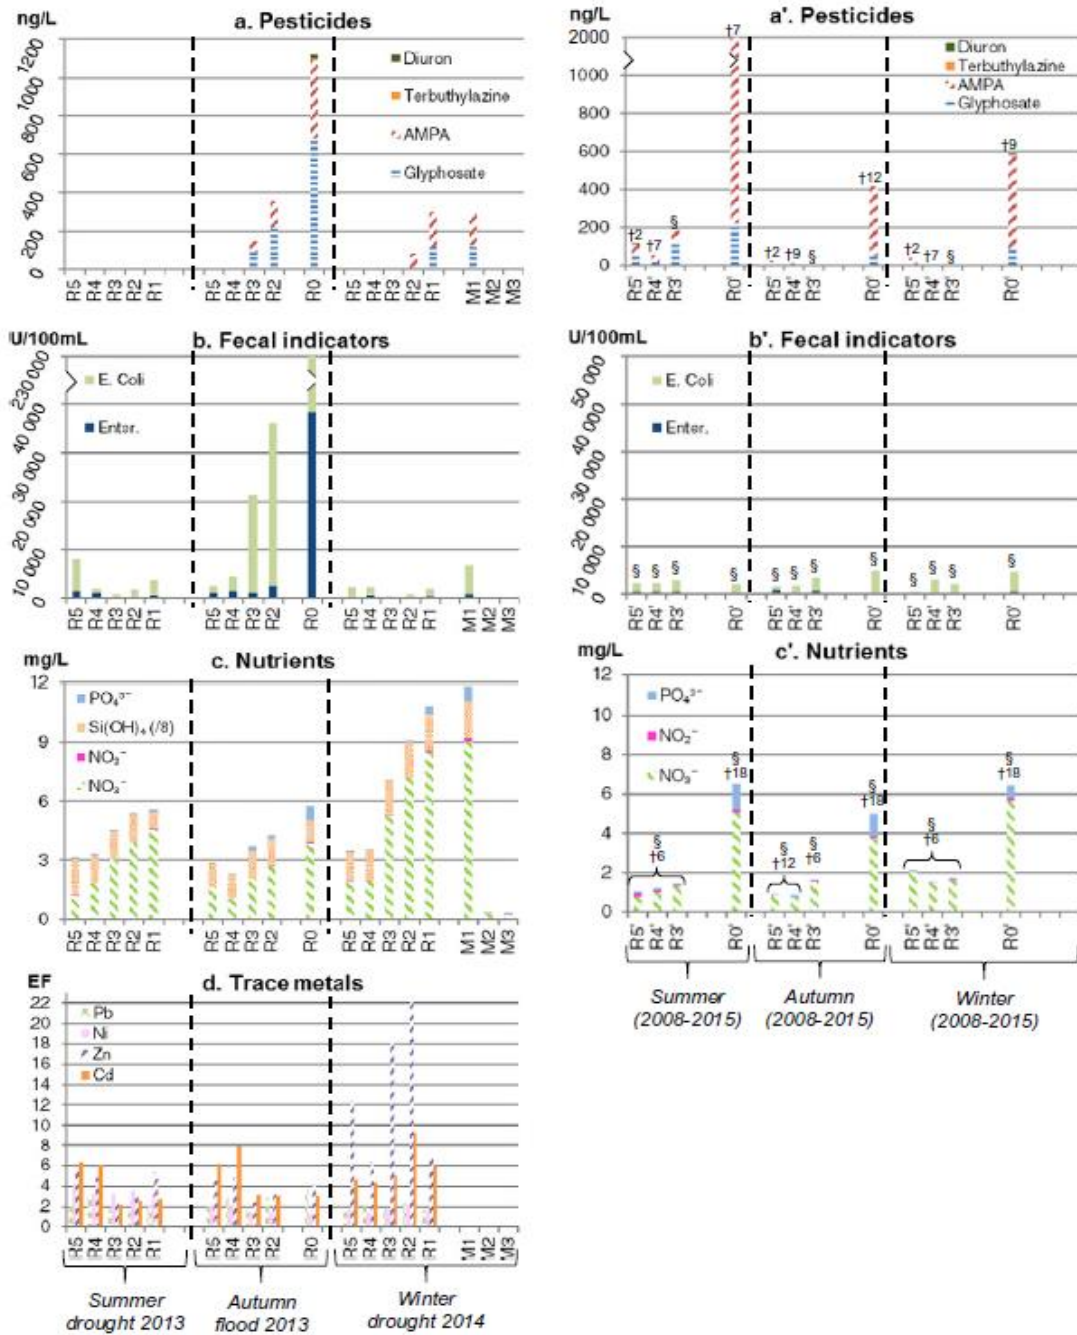 ng/L
a. Pesticides
1200
1000
800
600
400
200
0
Diuron
Terbuthylazine
AMPA
Glyphosate
R5 R4 R3 R2 R1
R5 R4 R3 R2 R0
R5 R4 R3 R2 R1 M1 M2 M3
ng/L
a'. Pesticides
2000
1000
800
600
400
200
0
Diuron
Terbuthylazine
AMPA
Glyphosate
†2 †7 § †7
†2 †9 § †12
†2 †7 § †9
R5' R4' R3' R0'
R5' R4' R3' R0'
R5' R4' R3' R0'
U/100mL
b. Fecal indicators
230 000
40 000
30 000
20 000
10 000
0
E. Coli
Enter.
R5 R4 R3 R2 R1
R5 R4 R3 R2 R0
R5 R4 R3 R2 R1 M1 M2 M3
U/100mL
b'. Fecal indicators
50 000
40 000
30 000
20 000
10 000
0
E. Coli
Enter.
§ § § §
§ § § §
§ § § §
R5' R4' R3' R0'
R5' R4' R3' R0'
R5' R4' R3' R0'
mg/L
c. Nutrients
12
9
6
3
0
PO₄³⁻
Si(OH)₄ (/8)
R5 R4 R3 R2 R1
R5 R4 R3 R2 R0
R5 R4 R3 R2 R1 M1 M2 M3
mg/L
c'. Nutrients
12
10
8
6
4
2
0
PO₄³⁻
NO₂⁻
NO₃⁻
§ †6 § †18
§ †12 § †6 § †18
§ †6 § †18
R5' R4' R3' R0'
R5' R4' R3' R0'
R5' R4' R3' R0'
Summer
(2008-2015)
Autumn
(2008-2015)
Winter
(2008-2015)
EF
d. Trace metals
22
20
18
16
14
12
10
8
6
4
2
0
Pb
Ni
Zn
Cd
R5 R4 R3 R2 R1
R5 R4 R3 R2 R0
R5 R4 R3 R2 R1 'M1 'M2 'M3
Summer
drought 2013
Autumn
flood 2013
Winter
drought 2014